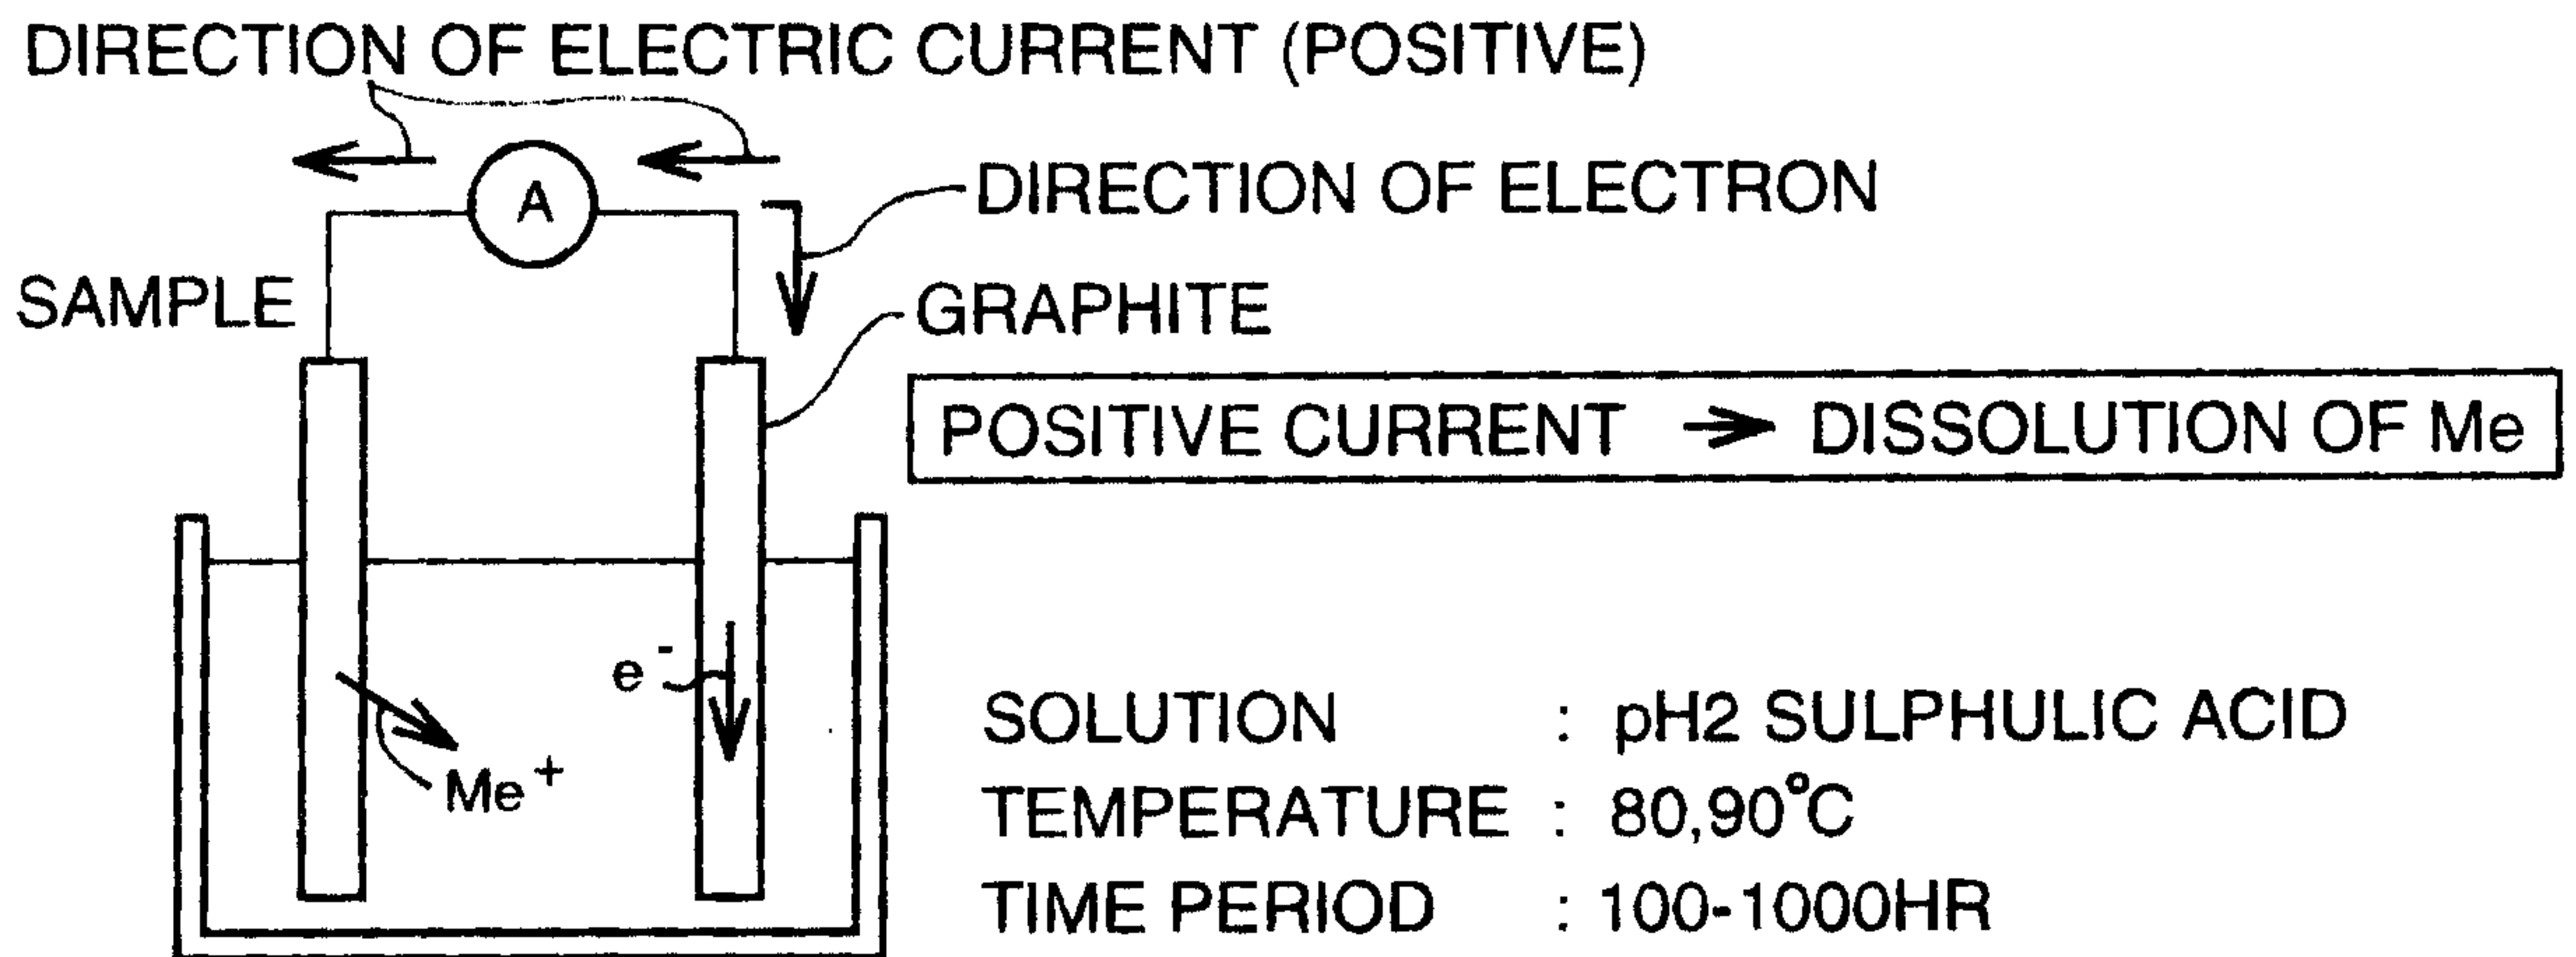 DIRECTION OF ELECTRIC CURRENT (POSITIVE)
A
DIRECTION OF ELECTRON
SAMPLE
GRAPHITE
POSITIVE CURRENT → DISSOLUTION OF Me
e⁻
Me⁺
SOLUTION : pH2 SULPHULIC ACID
TEMPERATURE : 80,90°C
TIME PERIOD : 100-1000HR